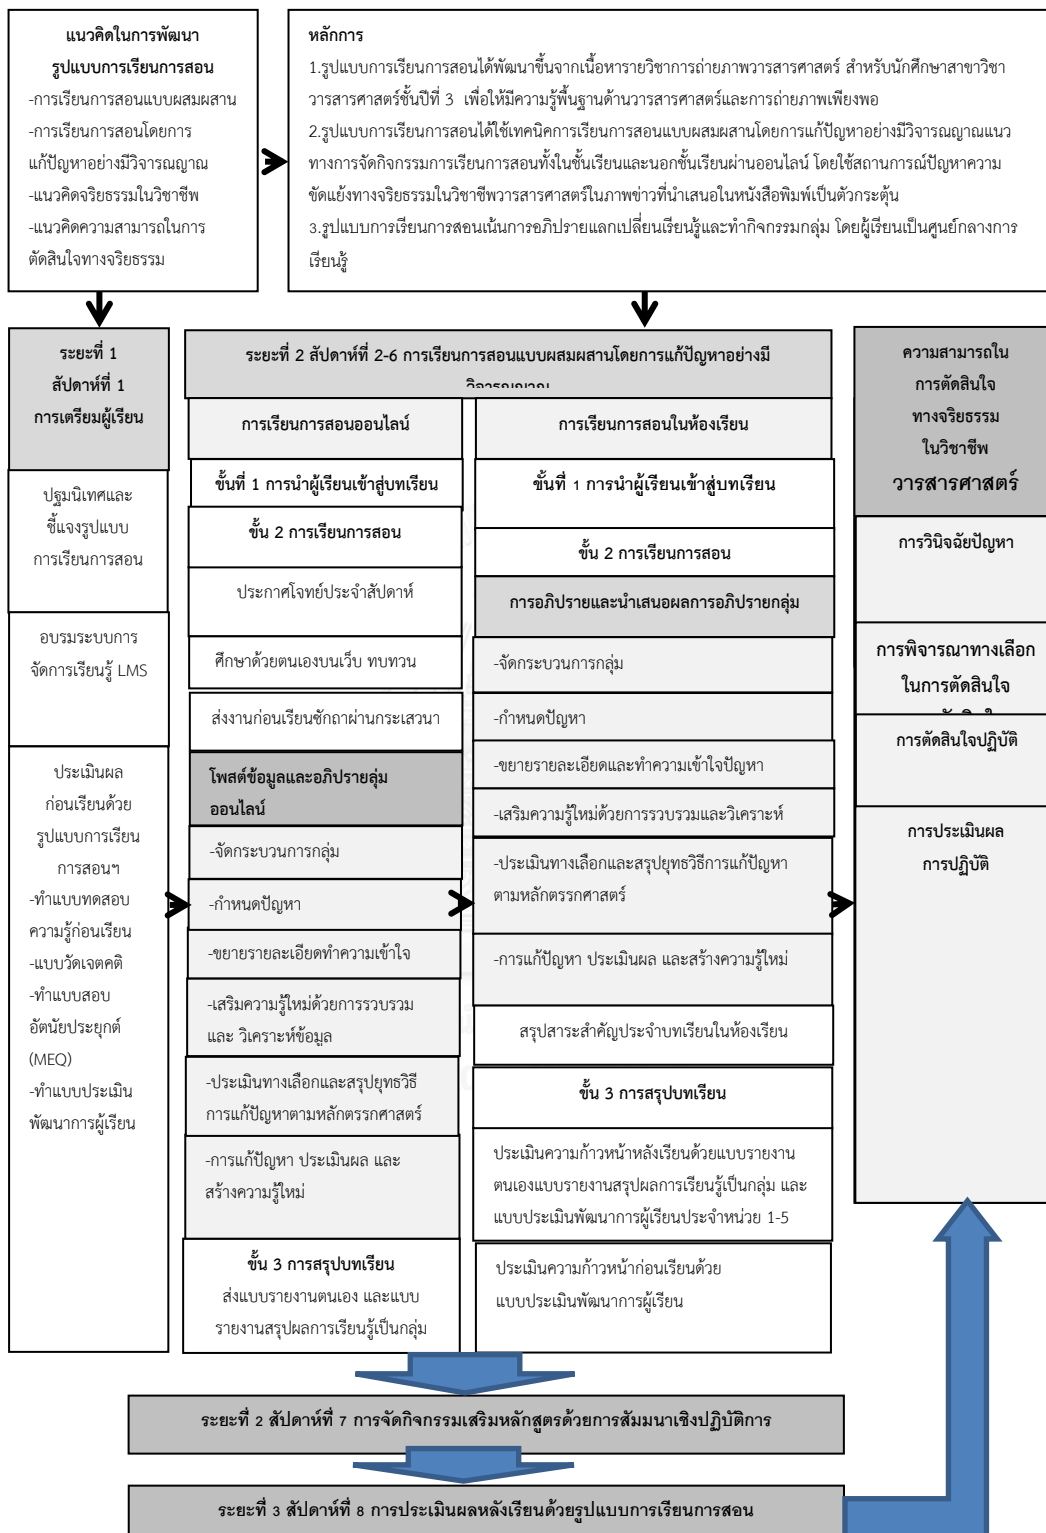 แนวคิดในการพัฒนา
รูปแบบการเรียนการสอน
-การเรียนการสอนแบบผสมผสาน
-การเรียนการสอนโดยการ
แก้ปัญหาอย่างมีวิจารณญาณ
-แนวคิดจริยธรรมในวิชาชีพ
-แนวคิดความสามารถในการ
ตัดสินใจทางจริยธรรม
หลักการ
1.รูปแบบการเรียนการสอนได้พัฒนาขึ้นจากเนื้อหารายวิชาการถ่ายภาพวารสารศาสตร์ สำหรับนักศึกษาสาขาวิชา
วารสารศาสตร์ชั้นปีที่ 3 เพื่อให้มีความรู้พื้นฐานด้านวารสารศาสตร์และการถ่ายภาพเพียงพอ
2.รูปแบบการเรียนการสอนได้ใช้เทคนิคการเรียนการสอนแบบผสมผสานโดยการแก้ปัญหาอย่างมีวิจารณญาณแนว
ทางการจัดกิจกรรมการเรียนการสอนทั้งในชั้นเรียนและนอกชั้นเรียนผ่านออนไลน์ โดยใช้สถานการณ์ปัญหาความ
ขัดแย้งทางจริยธรรมในวิชาชีพวารสารศาสตร์ในภาพข่าวที่นำเสนอในหนังสือพิมพ์เป็นตัวกระตุ้น
3.รูปแบบการเรียนการสอนเน้นการอภิปรายแลกเปลี่ยนเรียนรู้และทำกิจกรรมกลุ่ม โดยผู้เรียนเป็นศูนย์กลางการ
เรียนรู้
ระยะที่ 1
สัปดาห์ที่ 1
การเตรียมผู้เรียน
ปฐมนิเทศและ
ชี้แจงรูปแบบ
การเรียนการสอน
อบรมระบบการ
จัดการเรียนรู้ LMS
ประเมินผล
ก่อนเรียนด้วย
รูปแบบการเรียน
การสอนฯ
-ทำแบบทดสอบ
ความรู้ก่อนเรียน
-แบบวัดเจตคติ
-ทำแบบสอบ
อัตนัยประยุกต์
(MEQ)
-ทำแบบประเมิน
พัฒนาการผู้เรียน
ระยะที่ 2 สัปดาห์ที่ 2-6 การเรียนการสอนแบบผสมผสานโดยการแก้ปัญหาอย่างมี
วิจารณญาณ
การเรียนการสอนออนไลน์
ขั้นที่ 1 การนำผู้เรียนเข้าสู่บทเรียน
ขั้น 2 การเรียนการสอน
ประกาศโจทย์ประจำสัปดาห์
ศึกษาด้วยตนเองบนเว็บ ทบทวน
ส่งงานก่อนเรียนซักถาผ่านกระเสวนา
โพสต์ข้อมูลและอภิปรายลุ่ม
ออนไลน์
-จัดกระบวนการกลุ่ม
-กำหนดปัญหา
-ขยายรายละเอียดทำความเข้าใจ
-เสริมความรู้ใหม่ด้วยการรวบรวม
และ วิเคราะห์ข้อมูล
-ประเมินทางเลือกและสรุปยุทธวิธี
การแก้ปัญหาตามหลักตรรกศาสตร์
-การแก้ปัญหา ประเมินผล และ
สร้างความรู้ใหม่
ขั้น 3 การสรุปบทเรียน
ส่งแบบรายงานตนเอง และแบบ
รายงานสรุปผลการเรียนรู้เป็นกลุ่ม
การเรียนการสอนในห้องเรียน
ขั้นที่ 1 การนำผู้เรียนเข้าสู่บทเรียน
ขั้น 2 การเรียนการสอน
การอภิปรายและนำเสนอผลการอภิปรายกลุ่ม
-จัดกระบวนการกลุ่ม
-กำหนดปัญหา
-ขยายรายละเอียดและทำความเข้าใจปัญหา
-เสริมความรู้ใหม่ด้วยการรวบรวมและวิเคราะห์
-ประเมินทางเลือกและสรุปยุทธวิธีการแก้ปัญหา
ตามหลักตรรกศาสตร์
-การแก้ปัญหา ประเมินผล และสร้างความรู้ใหม่
สรุปสาระสำคัญประจำบทเรียนในห้องเรียน
ขั้น 3 การสรุปบทเรียน
ประเมินความก้าวหน้าหลังเรียนด้วยแบบรายงาน
ตนเองแบบรายงานสรุปผลการเรียนรู้เป็นกลุ่ม และ
แบบประเมินพัฒนาการผู้เรียนประจำหน่วย 1-5
ประเมินความก้าวหน้าก่อนเรียนด้วย
แบบประเมินพัฒนาการผู้เรียน
ความสามารถใน
การตัดสินใจ
ทางจริยธรรม
ในวิชาชีพ
วารสารศาสตร์
การวินิจฉัยปัญหา
การพิจารณาทางเลือก
ในการตัดสินใจ
การตัดสินใจปฏิบัติ
การประเมินผล
การปฏิบัติ
ระยะที่ 2 สัปดาห์ที่ 7 การจัดกิจกรรมเสริมหลักสูตรด้วยการสัมมนาเชิงปฏิบัติการ
ระยะที่ 3 สัปดาห์ที่ 8 การประเมินผลหลังเรียนด้วยรูปแบบการเรียนการสอน